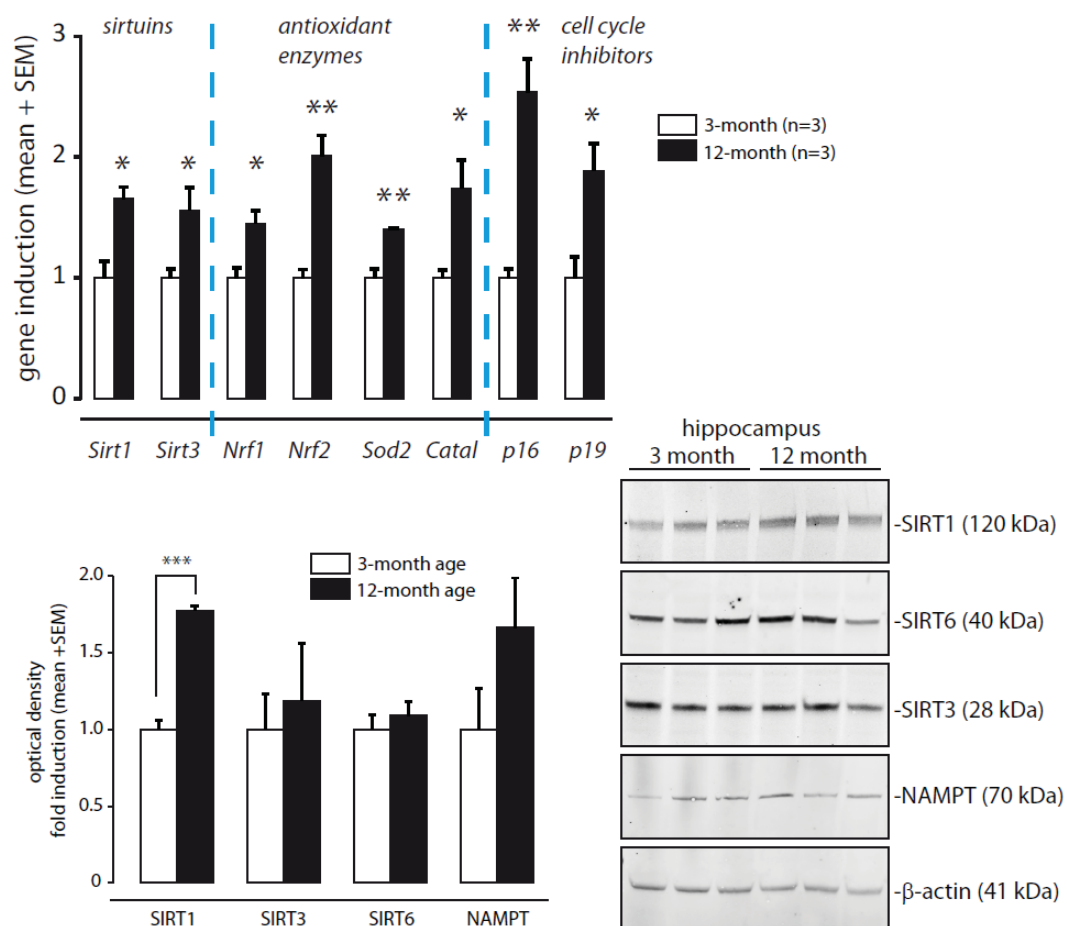 sirtuins
antioxidant
enzymes
cell cycle
inhibitors
gene induction (mean + SEM)
3
2
1
0
*
*
*
**
**
*
**
*
3-month (n=3)
12-month (n=3)
Sirt1 Sirt3 Nrf1 Nrf2 Sod2 Catal p16 p19
optical density
fold induction (mean +SEM)
2.0
1.5
1.0
0.5
0
***
3-month age
12-month age
SIRT1 SIRT3 SIRT6 NAMPT
hippocampus
3 month 12 month
-SIRT1 (120 kDa)
-SIRT6 (40 kDa)
-SIRT3 (28 kDa)
-NAMPT (70 kDa)
-β-actin (41 kDa)